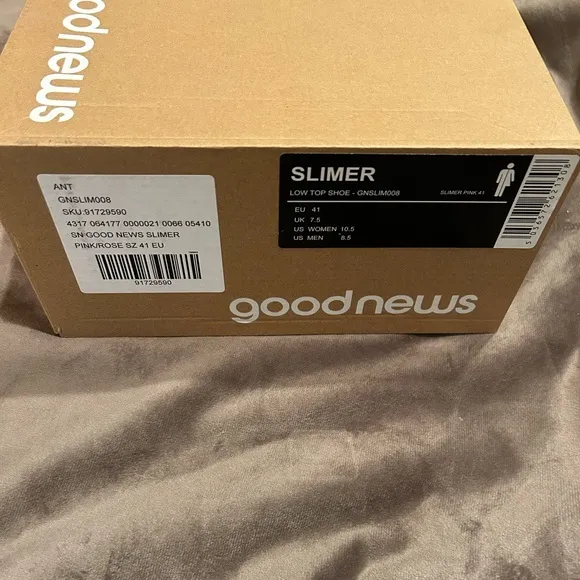 goodnews
ANT
GNSLIM008
SKU:91729590
4317 064177 0000021 0066 05410
SN:GOOD NEWS SLIMER
PINK/ROSE SZ 41 EU
91729590
SLIMER
LOW TOP SHOE - GNSLIM008
SLIMER PINK 41
EU 41
UK 7.5
US WOMEN 10.5
US MEN 8.5
5036372621308
goodnews